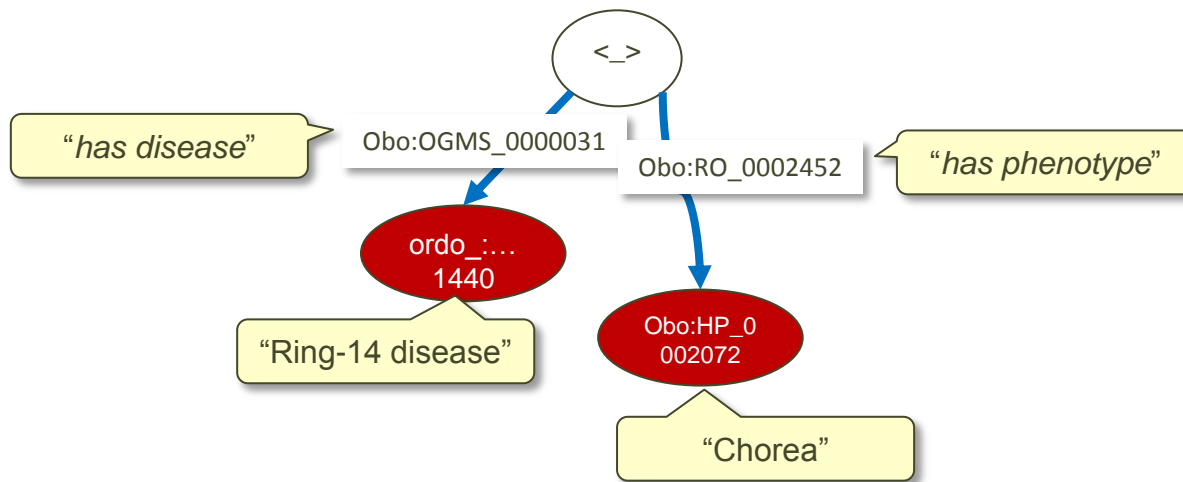 <_>
“has disease”
Obo:OGMS_0000031
Obo:RO_0002452
“has phenotype”
ordo_:...
1440
“Ring-14 disease”
Obo:HP_0
002072
“Chorea”